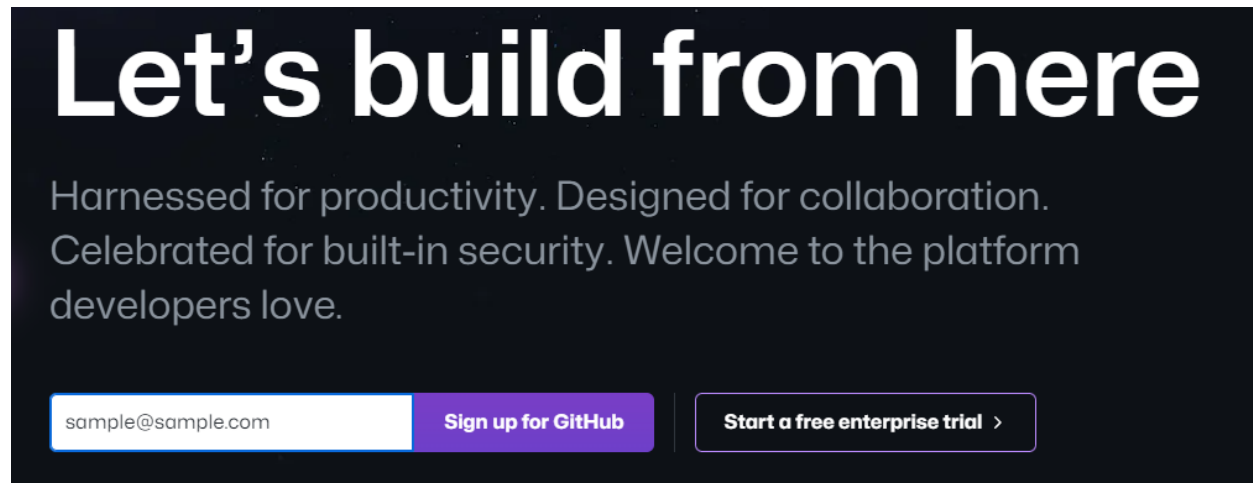 Let’s build from here
Harnessed for productivity. Designed for collaboration.
Celebrated for built-in security. Welcome to the platform
developers love.
sample@sample.com
Sign up for GitHub
Start a free enterprise trial >